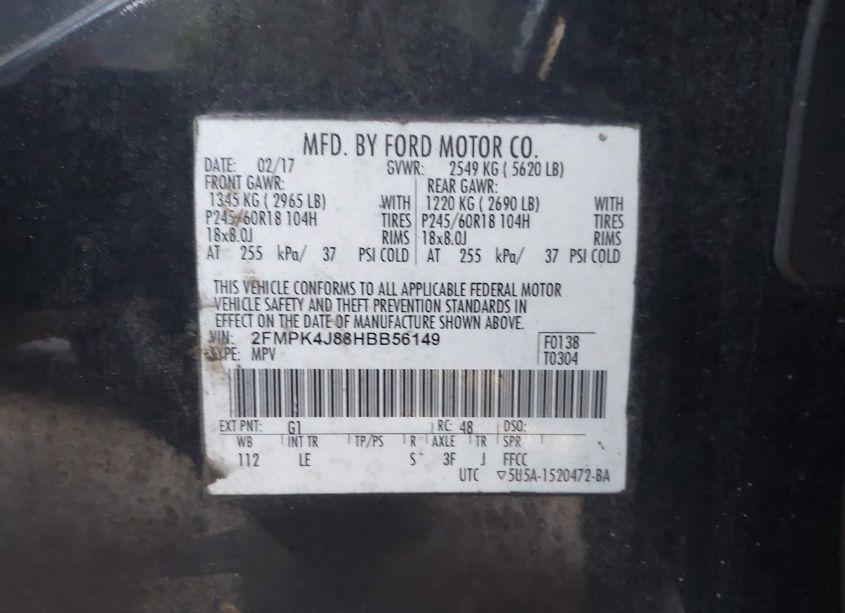 MFD. BY FORD MOTOR CO.
DATE: 02/17 GVWR: 2549 KG ( 5620 LB)
FRONT GAWR: REAR GAWR:
1345 KG ( 2965 LB) WITH 1220 KG ( 2690 LB) WITH
P245/60R18 104H TIRES P245/60R18 104H TIRES
18x8.0J RIMS 18x8.0J RIMS
AT 255 kPa/ 37 PSI COLD AT 255 kPa/ 37 PSI COLD
THIS VEHICLE CONFORMS TO ALL APPLICABLE FEDERAL MOTOR
VEHICLE SAFETY AND THEFT PREVENTION STANDARDS IN
EFFECT ON THE DATE OF MANUFACTURE SHOWN ABOVE.
VIN: 2FMPK4J88HBB56149 F0138
TYPE: MPV T0304
EXT PNT: G1 RC: 48 DSO:
WB INT TR TP/PS R AXLE TR SPR
112 LE S 3F J FFCC
UTC ▽5U5A-1520472-BA